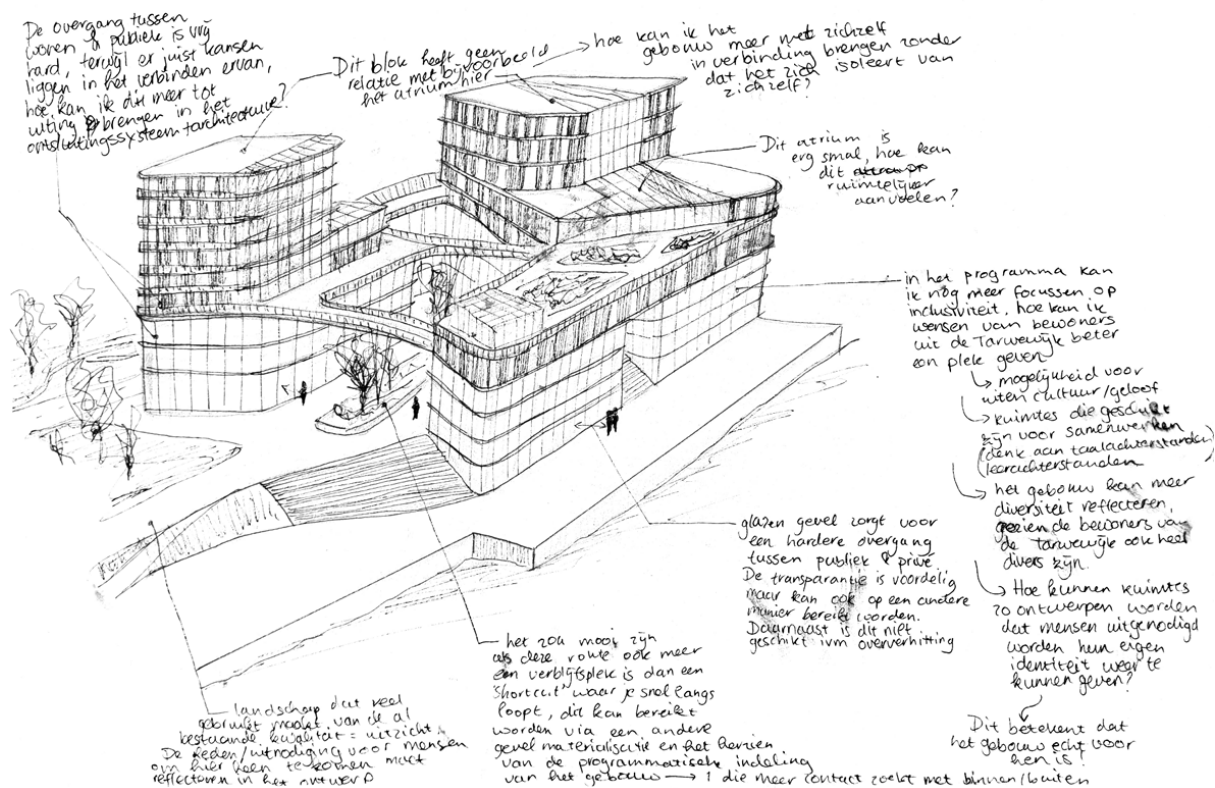 De overgang tussen
wonen & publiek is vrij
hard, terwijl er juist kansen
liggen in het verbinden ervan,
hoe kan ik dit meer tot
uiting brengen in het
ontsluitingssysteem + architectuur?
Dit blok heeft geen
relatie met bijvoorbeeld
het atrium hier
hoe kan ik het
gebouw meer met zichzelf
in verbinding brengen zonder
dat het zich isoleert van
zichzelf?
Dit atrium is
erg smal, hoe kan
dit
ruimtelijker
aanvoelen?
in het programma kan
ik nog meer focussen op
inclusiviteit, hoe kan ik
wensen van bewoners
uit de Tarwewijk beter
een plek geven
↳ mogelijkheid voor
uiten cultuur/geloof
↳ ruimtes die geschikt
zijn voor samenwerken
(denk aan taalachterstanden)
(leerachterstanden
↳ het gebouw kan meer
diversiteit reflecteren,
gezien de bewoners van
de Tarwewijk ook heel
divers zijn.
↳ Hoe kunnen ruimtes
zo ontworpen worden
dat mensen uitgenodigd
worden hun eigen
identiteit weer te
kunnen geven?
Dit betekent dat
het gebouw echt voor
hen is!
glazen gevel zorgt voor
een hardere overgang
tussen publiek & privé.
De transparantie is voordelig
maar kan ook op een andere
manier bereikt worden.
Daarnaast is dit niet
geschikt ivm oververhitting
het zou mooi zijn
als deze route ook meer
een verblijfsplek is dan een
'shortcut' waar je snel langs
loopt, dit kan bereikt
worden via een andere
gevelmaterialisatie en het herzien
van de programmatische indeling
van het gebouw → 1 die meer contact zoekt met binnen/buiten
landschap dat veel
gebruikt maakt van de al
bestaande kwaliteit = uitzicht.
De reden/uitnodiging voor mensen
om hier heen te komen moet
reflecteren in het ontwerp